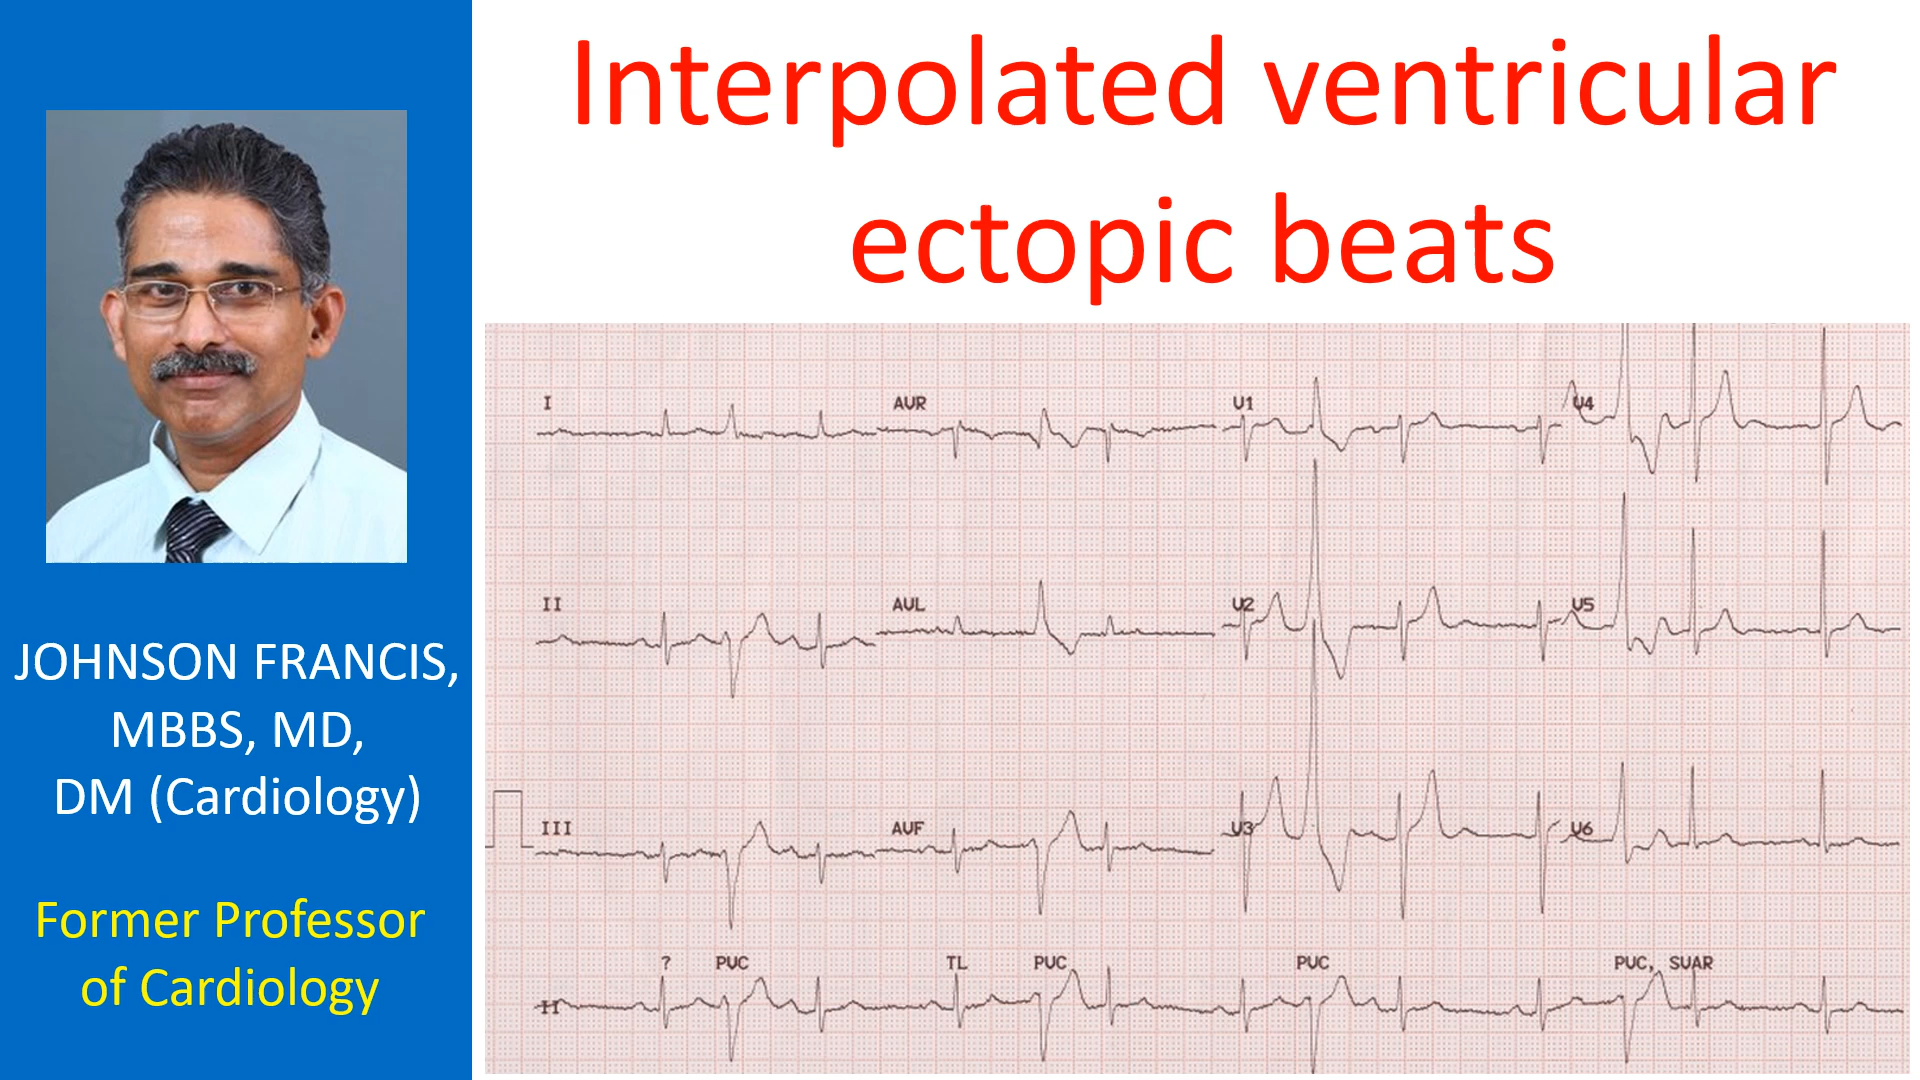 Interpolated ventricular
ectopic beats
JOHNSON FRANCIS,
MBBS, MD,
DM (Cardiology)
Former Professor
of Cardiology
I AVR V1 V4
II AVL V2 V5
III AVF V3 V6
? PVC TL PVC PVC PVC, SVAR
II